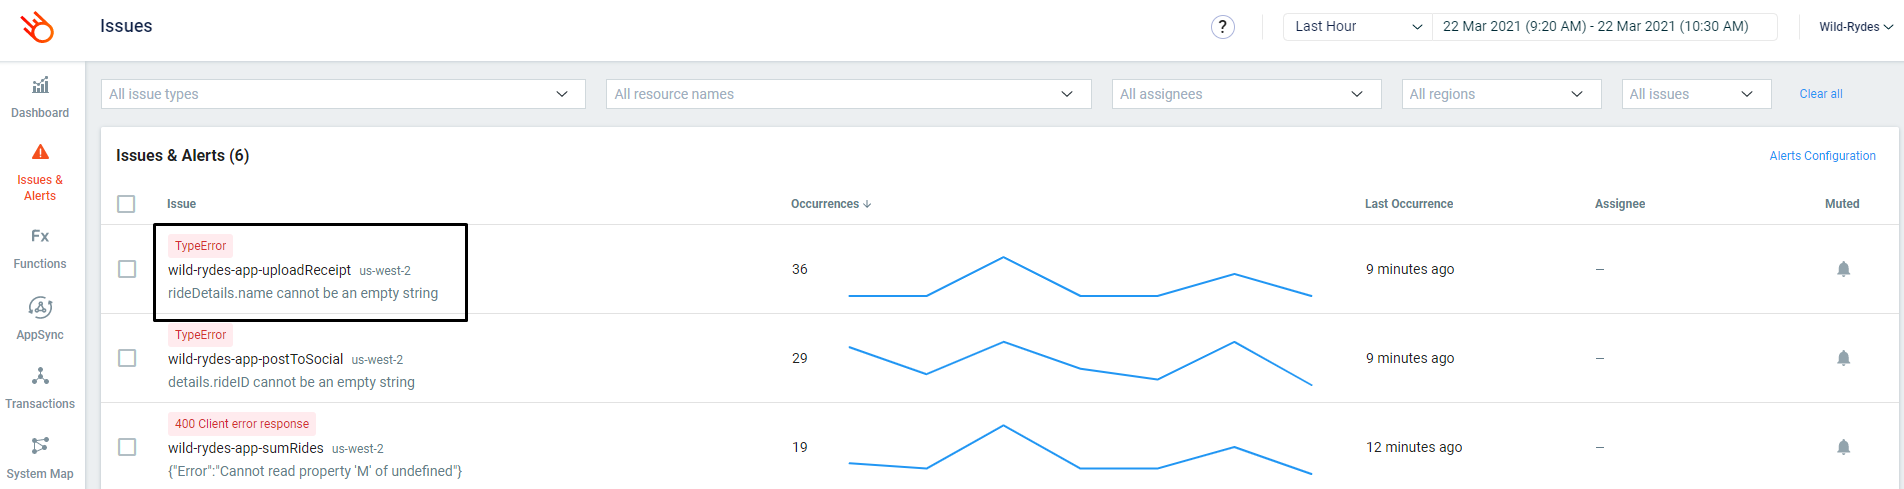 Issues
?
Last Hour
22 Mar 2021 (9:20 AM) - 22 Mar 2021 (10:30 AM)
Wild-Rydes
Dashboard
Issues &
Alerts
Fx
Functions
AppSync
Transactions
System Map
All issue types
All resource names
All assignees
All regions
All issues
Clear all
Issues & Alerts (6)
Alerts Configuration
Issue
Occurrences
Last Occurrence
Assignee
Muted
TypeError
wild-rydes-app-uploadReceipt us-west-2
rideDetails.name cannot be an empty string
36
9 minutes ago
–
TypeError
wild-rydes-app-postToSocial us-west-2
details.rideID cannot be an empty string
29
9 minutes ago
–
400 Client error response
wild-rydes-app-sumRides us-west-2
{"Error":"Cannot read property 'M' of undefined"}
19
12 minutes ago
–